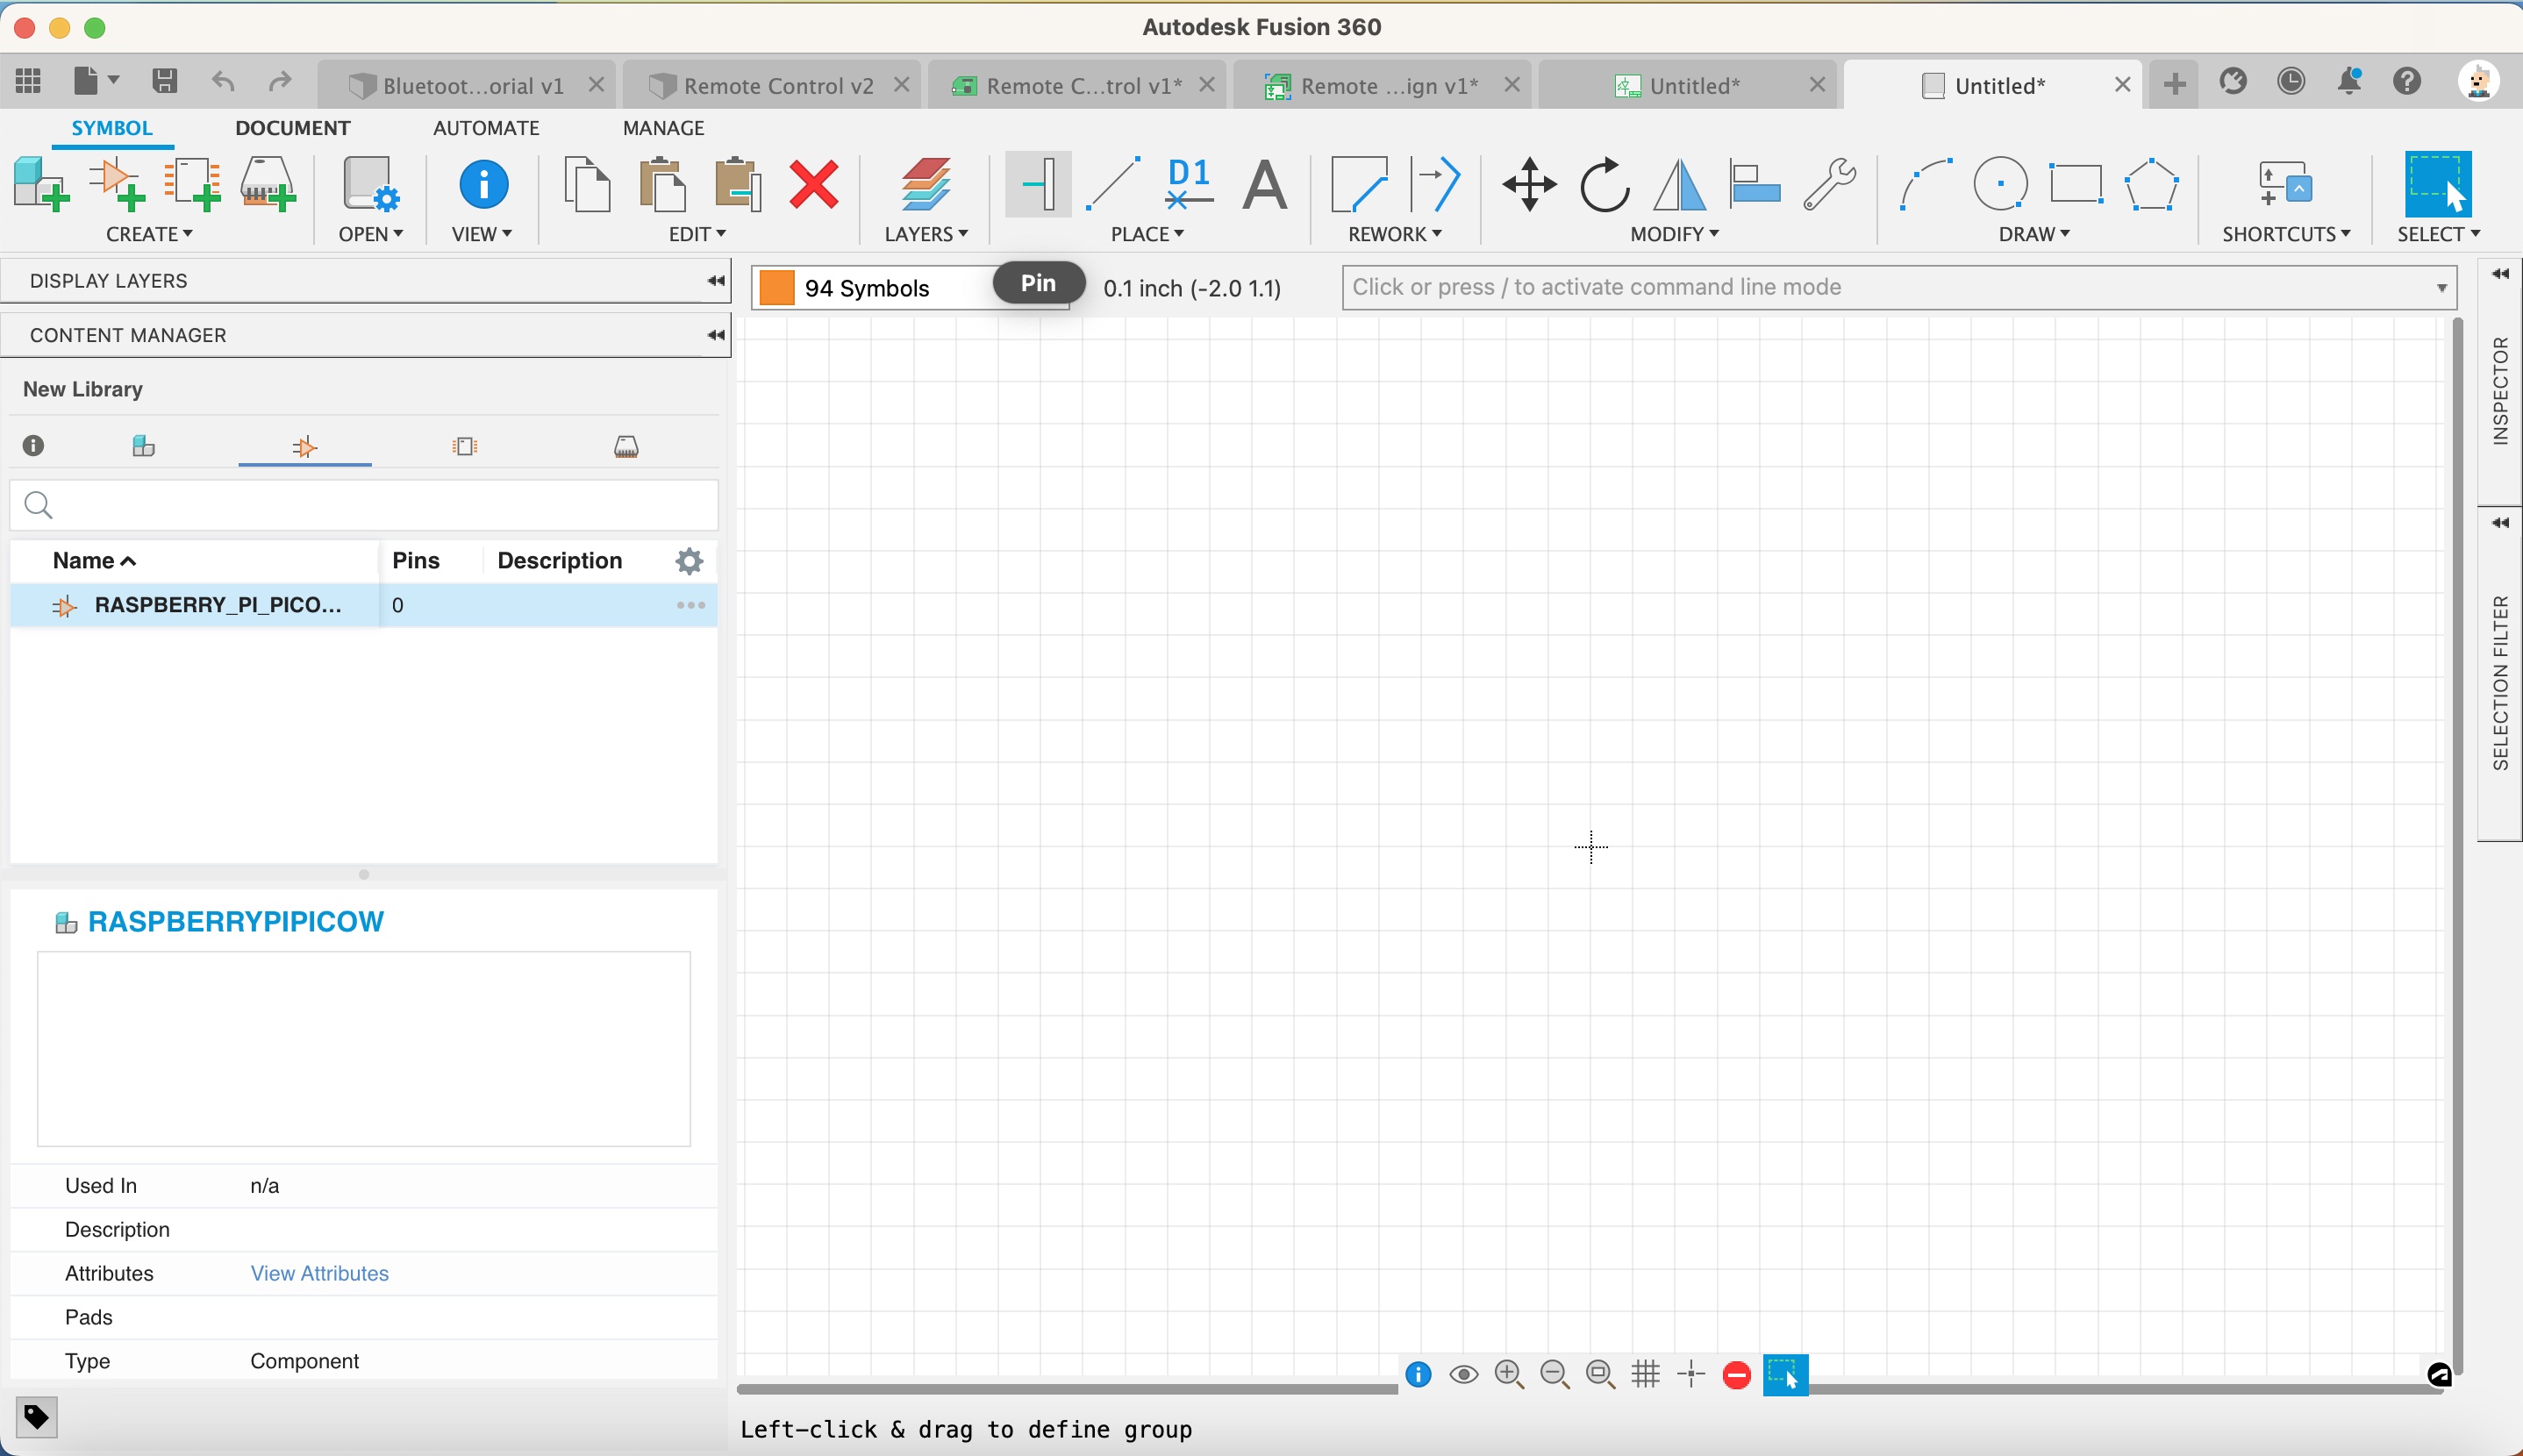 Autodesk Fusion 360
Bluetoot...orial v1
Remote Control v2
Remote C...trol v1*
Remote ...ign v1*
Untitled*
Untitled*
SYMBOL
DOCUMENT
AUTOMATE
MANAGE
D1
A
CREATE
OPEN
VIEW
EDIT
LAYERS
PLACE
REWORK
MODIFY
DRAW
SHORTCUTS
SELECT
DISPLAY LAYERS
94 Symbols
Pin
0.1 inch (-2.0 1.1)
Click or press / to activate command line mode
CONTENT MANAGER
New Library
Name
Pins
Description
RASPBERRY_PI_PICO...
0
RASPBERRYPIPICOW
Used In
n/a
Description
Attributes
View Attributes
Pads
Type
Component
INSPECTOR
SELECTION FILTER
Left-click & drag to define group